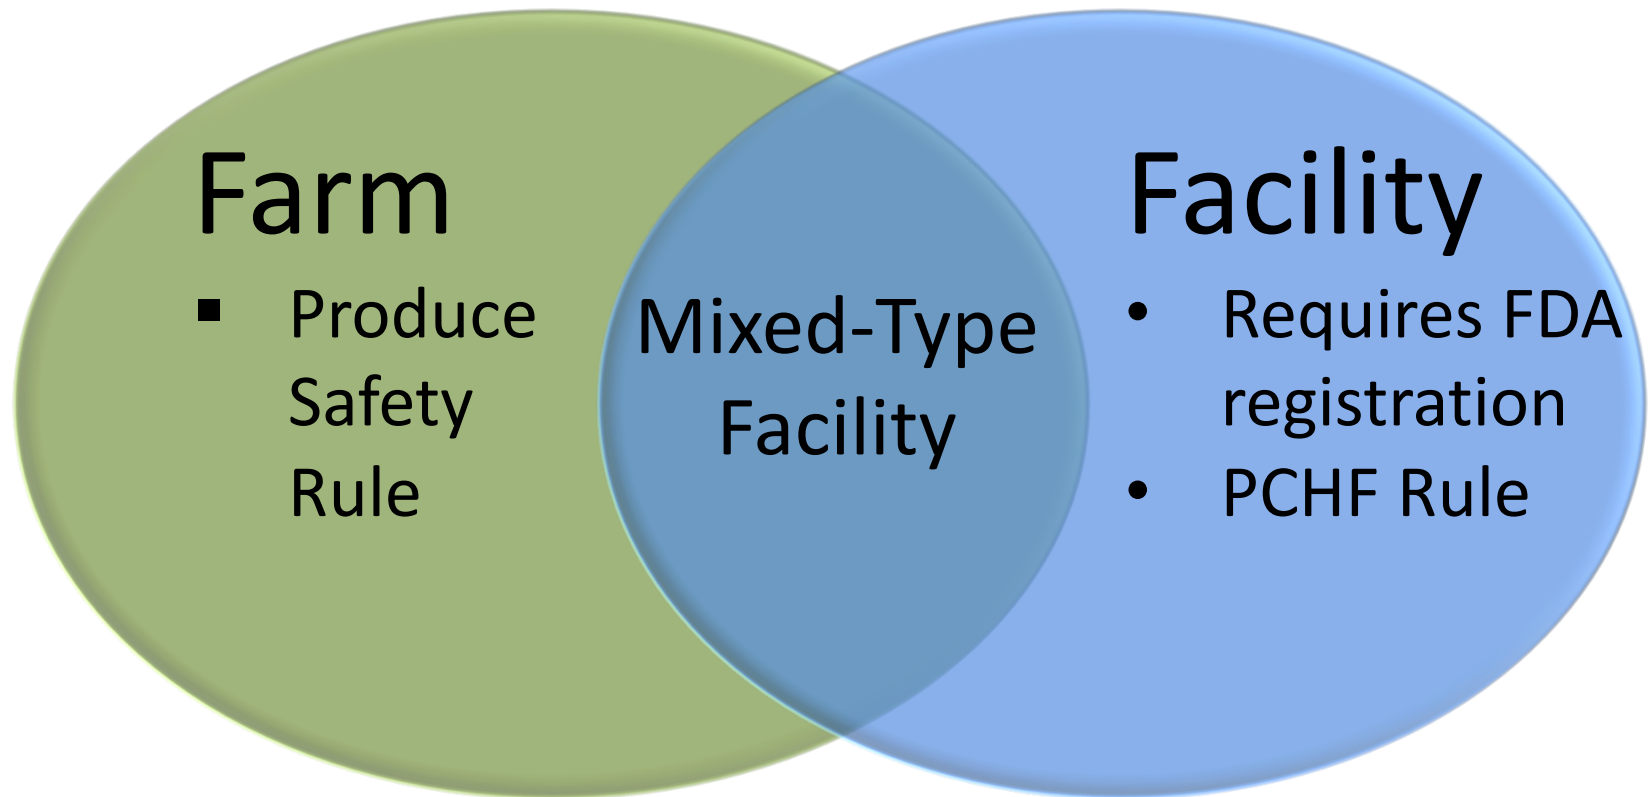 Farm
▪ Produce
Safety
Rule
Mixed-Type
Facility
Facility
• Requires FDA
registration
• PCHF Rule